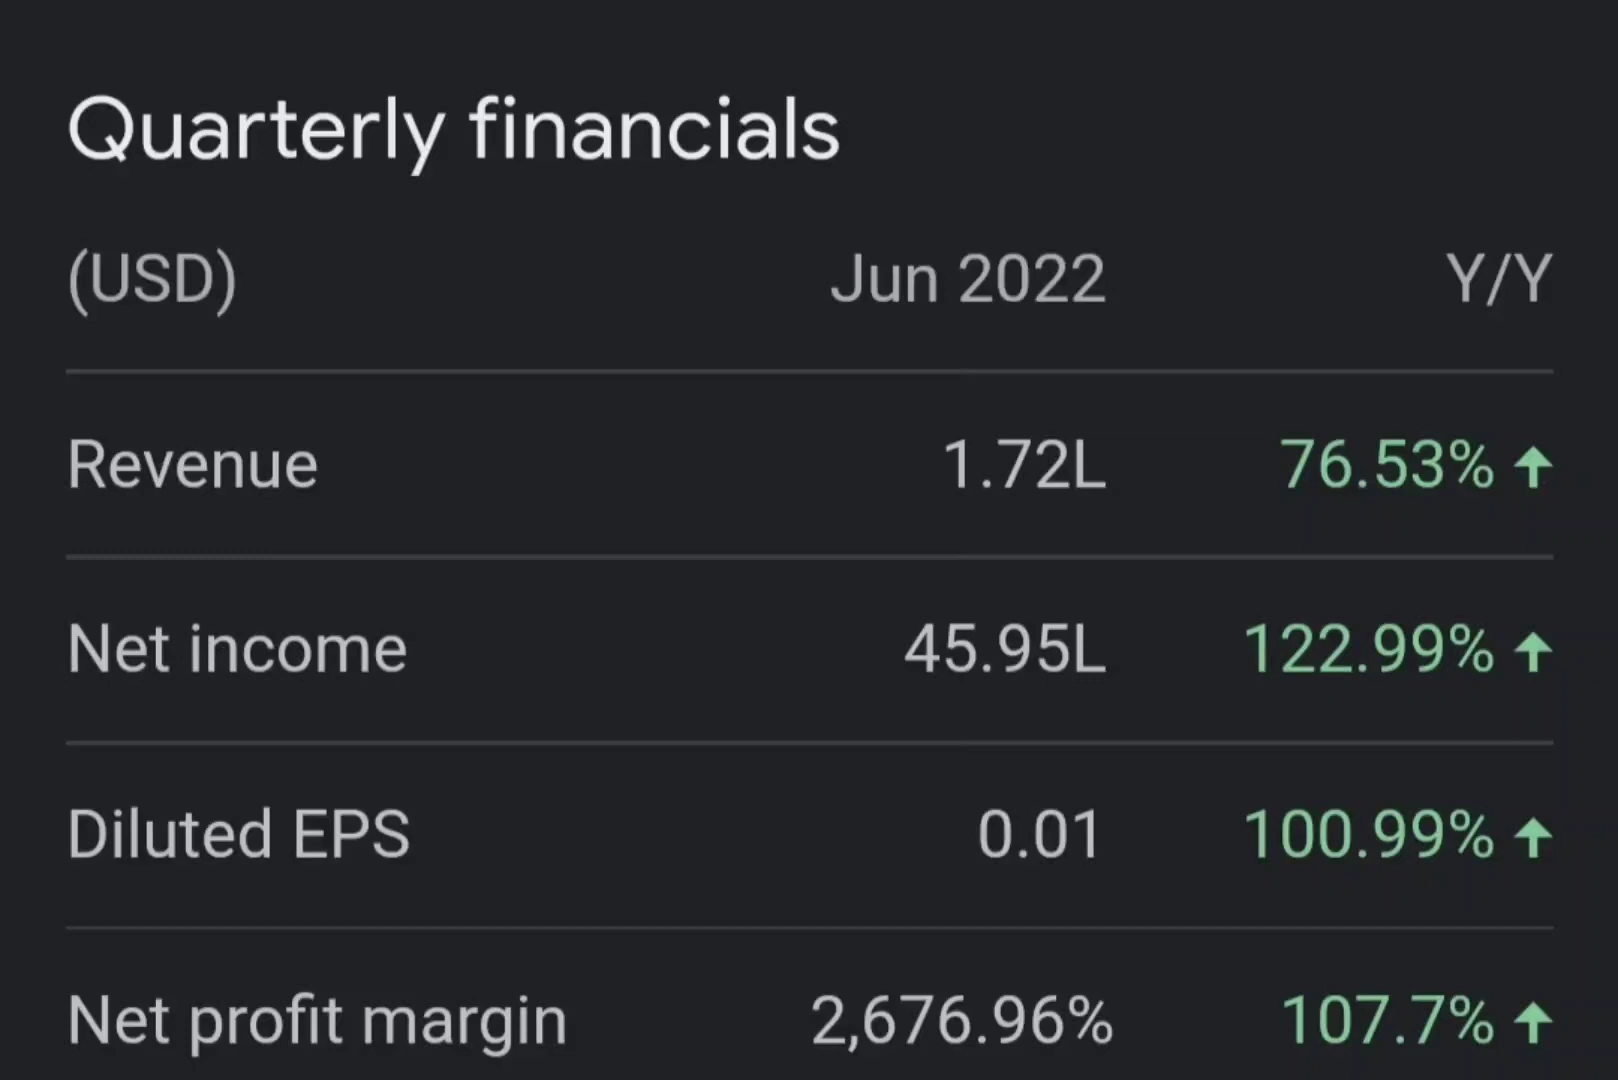 Quarterly financials
(USD) Jun 2022 Y/Y
Revenue 1.72L 76.53% ↑
Net income 45.95L 122.99% ↑
Diluted EPS 0.01 100.99% ↑
Net profit margin 2,676.96% 107.7% ↑